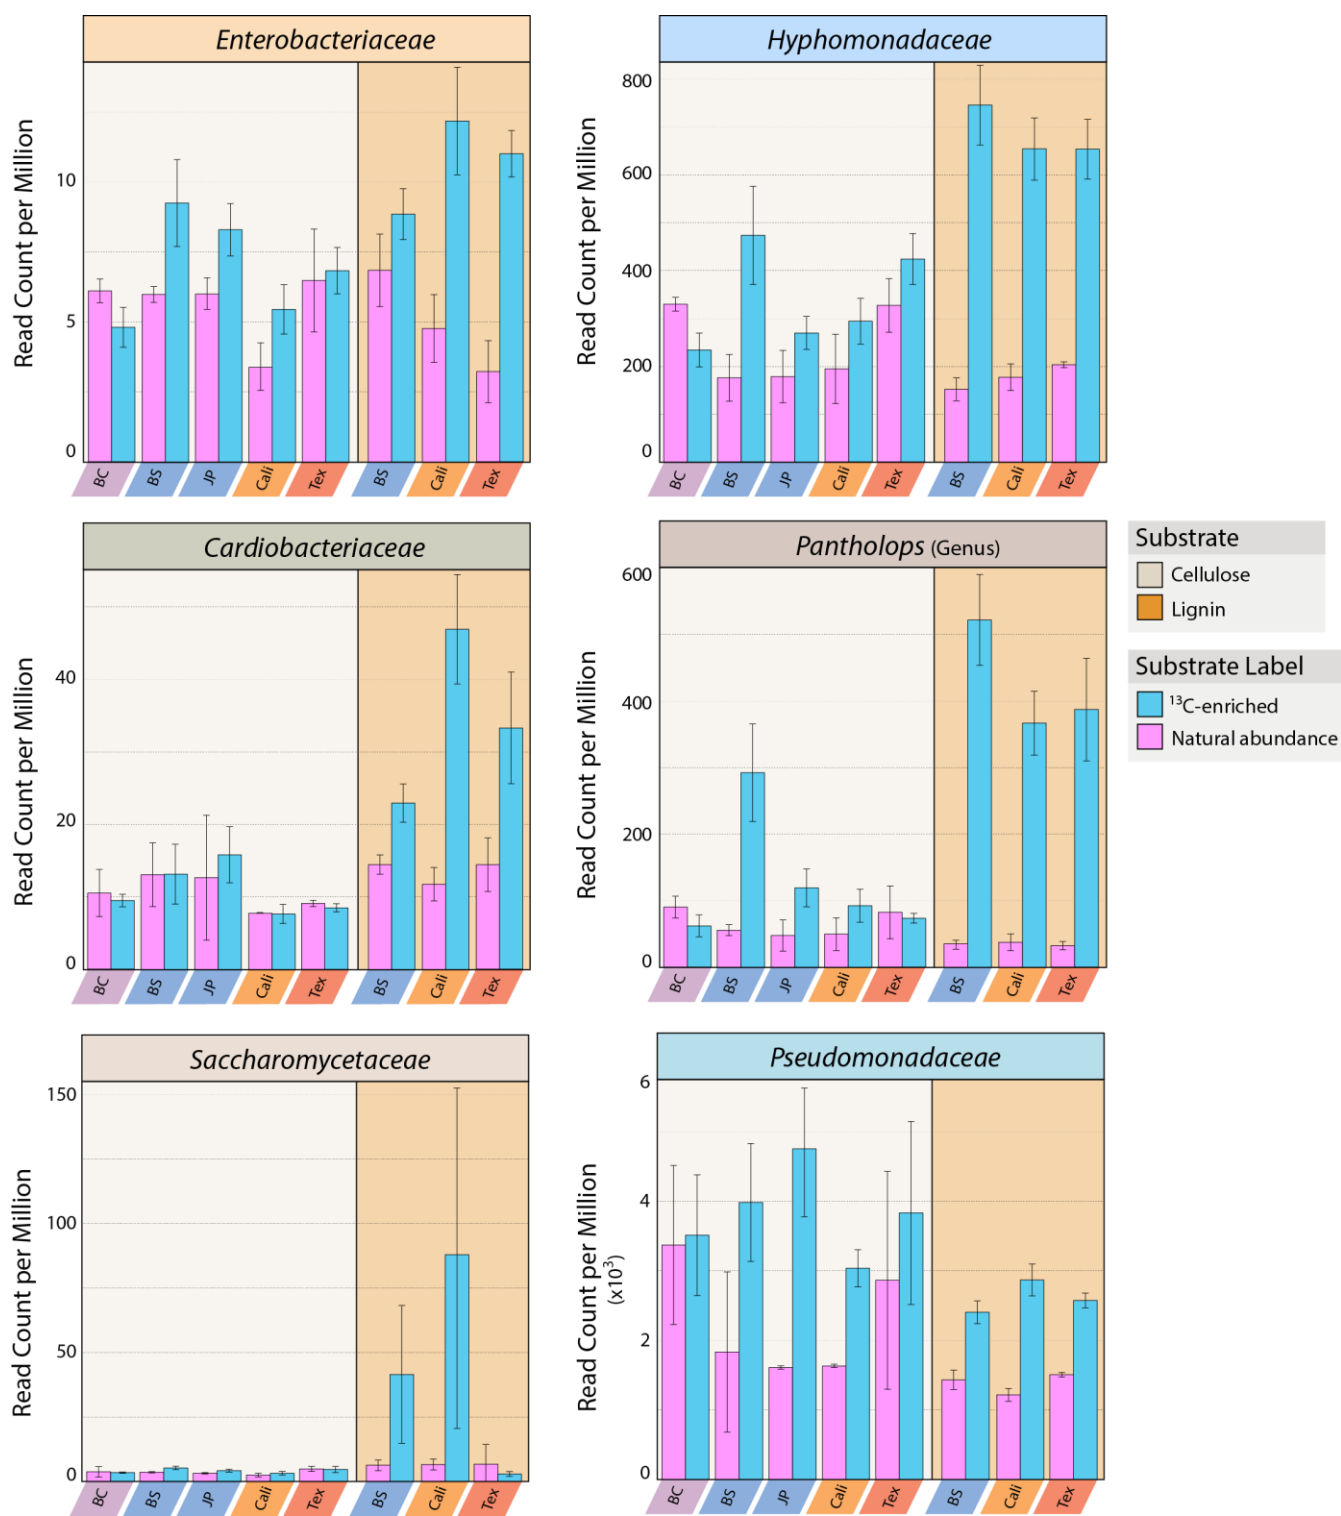 Enterobacteriaceae
Read Count per Million
10
5
0
BC BS JP Cali Tex BS Cali Tex
Hyphomonadaceae
Read Count per Million
800
600
400
200
0
BC BS JP Cali Tex BS Cali Tex
Cardiobacteriaceae
Read Count per Million
40
20
0
BC BS JP Cali Tex BS Cali Tex
Pantholops (Genus)
Read Count per Million
600
400
200
0
BC BS JP Cali Tex BS Cali Tex
Substrate
Cellulose
Lignin
Substrate Label
¹³C-enriched
Natural abundance
Saccharomycetaceae
Read Count per Million
150
100
50
0
BC BS JP Cali Tex BS Cali Tex
Pseudomonadaceae
Read Count per Million
(x10³)
6
4
2
0
BC BS JP Cali Tex BS Cali Tex